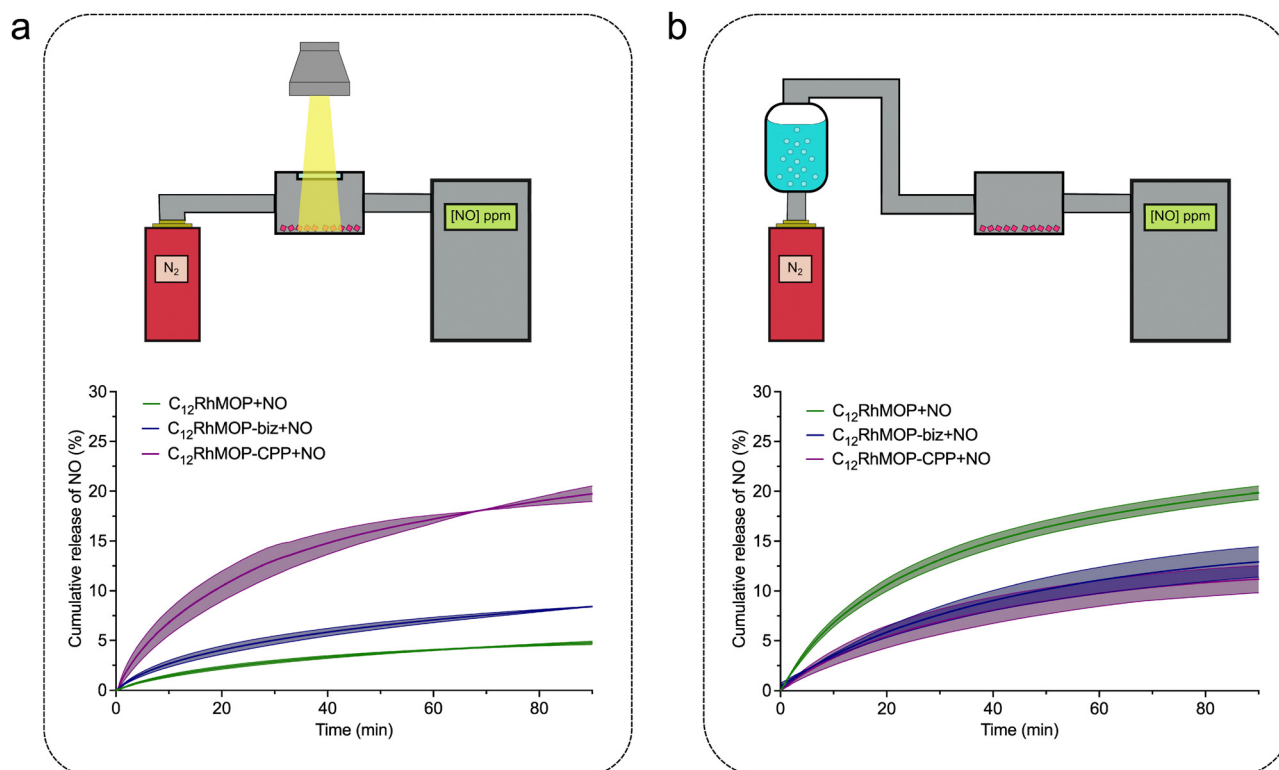 a
N₂
[NO] ppm
30
25
20
15
10
5
0
Cumulative release of NO (%)
C₁₂RhMOP+NO
C₁₂RhMOP-biz+NO
C₁₂RhMOP-CPP+NO
0 20 40 60 80
Time (min)
b
N₂
[NO] ppm
30
25
20
15
10
5
0
Cumulative release of NO (%)
C₁₂RhMOP+NO
C₁₂RhMOP-biz+NO
C₁₂RhMOP-CPP+NO
0 20 40 60 80
Time (min)